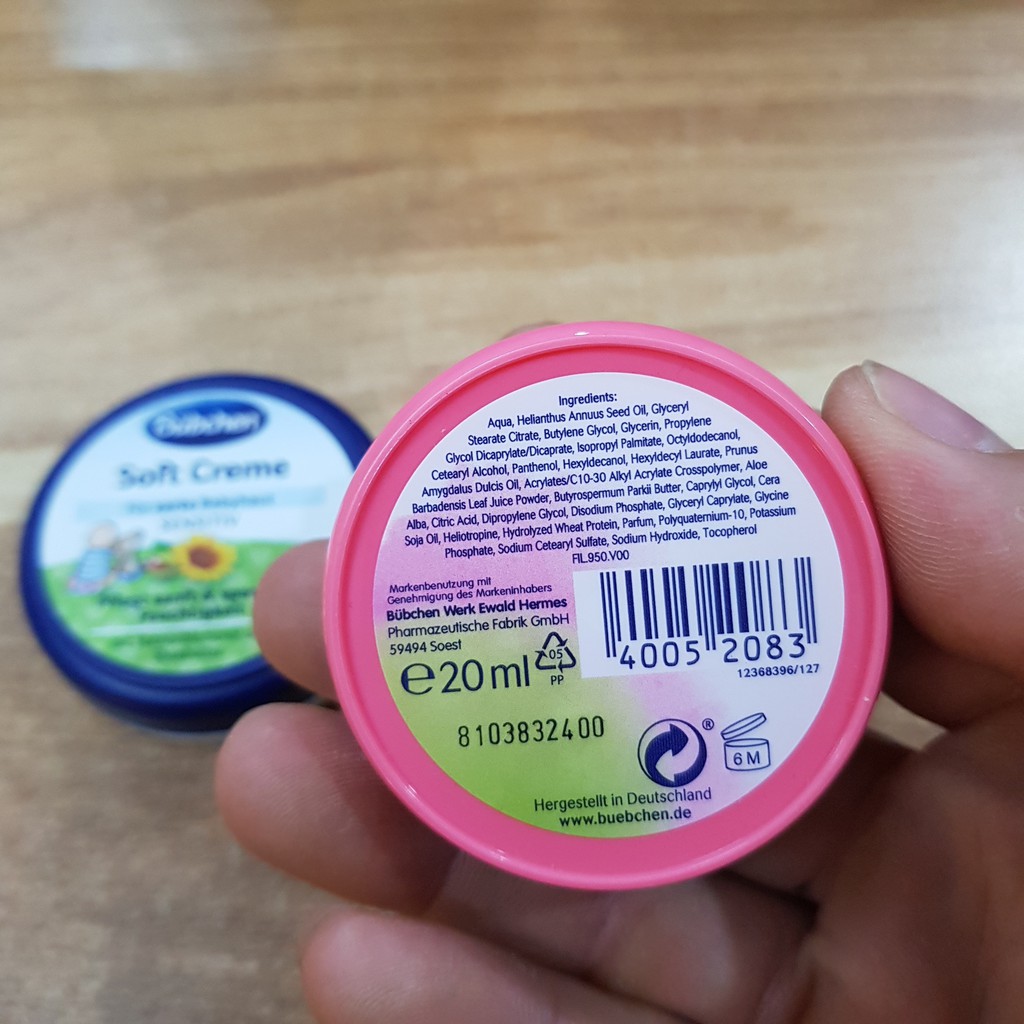 Bübchen
Soft Creme
SENSITIV
Ingredients:
Aqua, Helianthus Annuus Seed Oil, Glyceryl
Stearate Citrate, Butylene Glycol, Glycerin, Propylene
Glycol Dicaprylate/Dicaprate, Isopropyl Palmitate, Octyldodecanol,
Cetearyl Alcohol, Panthenol, Hexyldecanol, Hexyldecyl Laurate, Prunus
Amygdalus Dulcis Oil, Acrylates/C10-30 Alkyl Acrylate Crosspolymer, Aloe
Barbadensis Leaf Juice Powder, Butyrospermum Parkii Butter, Caprylyl Glycol, Cera
Alba, Citric Acid, Dipropylene Glycol, Disodium Phosphate, Glyceryl Caprylate, Glycine
Soja Oil, Heliotropine, Hydrolyzed Wheat Protein, Parfum, Polyquaternium-10, Potassium
Phosphate, Sodium Cetearyl Sulfate, Sodium Hydroxide, Tocopherol
FIL.950.V00
Markenbenutzung mit
Genehmigung des Markeninhabers
Bübchen Werk Ewald Hermes
Pharmazeutische Fabrik GmbH
59494 Soest
e 20 ml
05
PP
4005 2083
12368396/127
8103832400
®
6 M
Hergestellt in Deutschland
www.buebchen.de